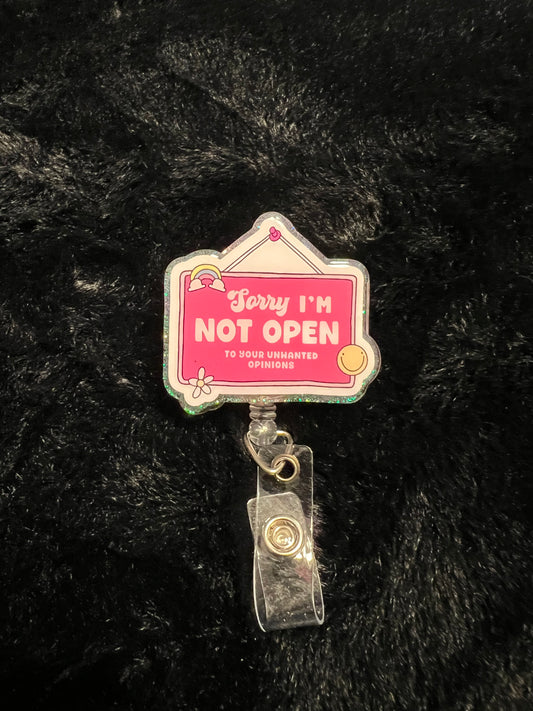 Sorry I'M
NOT OPEN
TO YOUR UNWANTED
OPINIONS